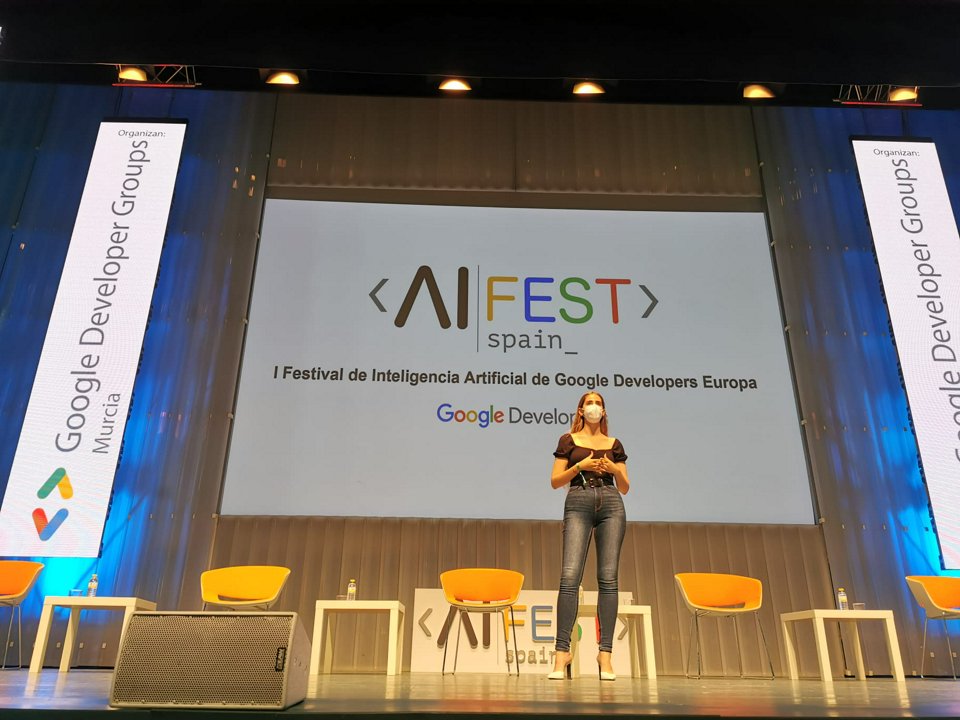 Organizan:
Google Developer Groups
Murcia
<AI|FEST>
spain_
I Festival de Inteligencia Artificial de Google Developers Europa
Google Develop
Organizan:
Google Developer Groups
<AI FEST>
spain